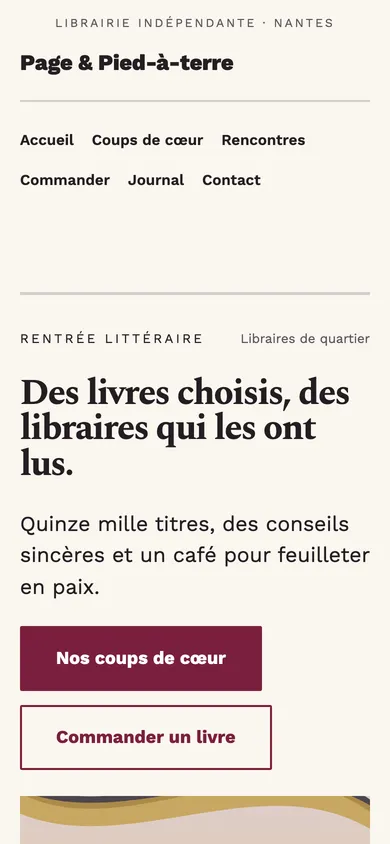 LIBRAIRIE INDÉPENDANTE · NANTES
Page & Pied-à-terre
Accueil Coups de cœur Rencontres
Commander Journal Contact
RENTRÉE LITTÉRAIRE Libraires de quartier
Des livres choisis, des
libraires qui les ont
lus.
Quinze mille titres, des conseils
sincères et un café pour feuilleter
en paix.
Nos coups de cœur
Commander un livre